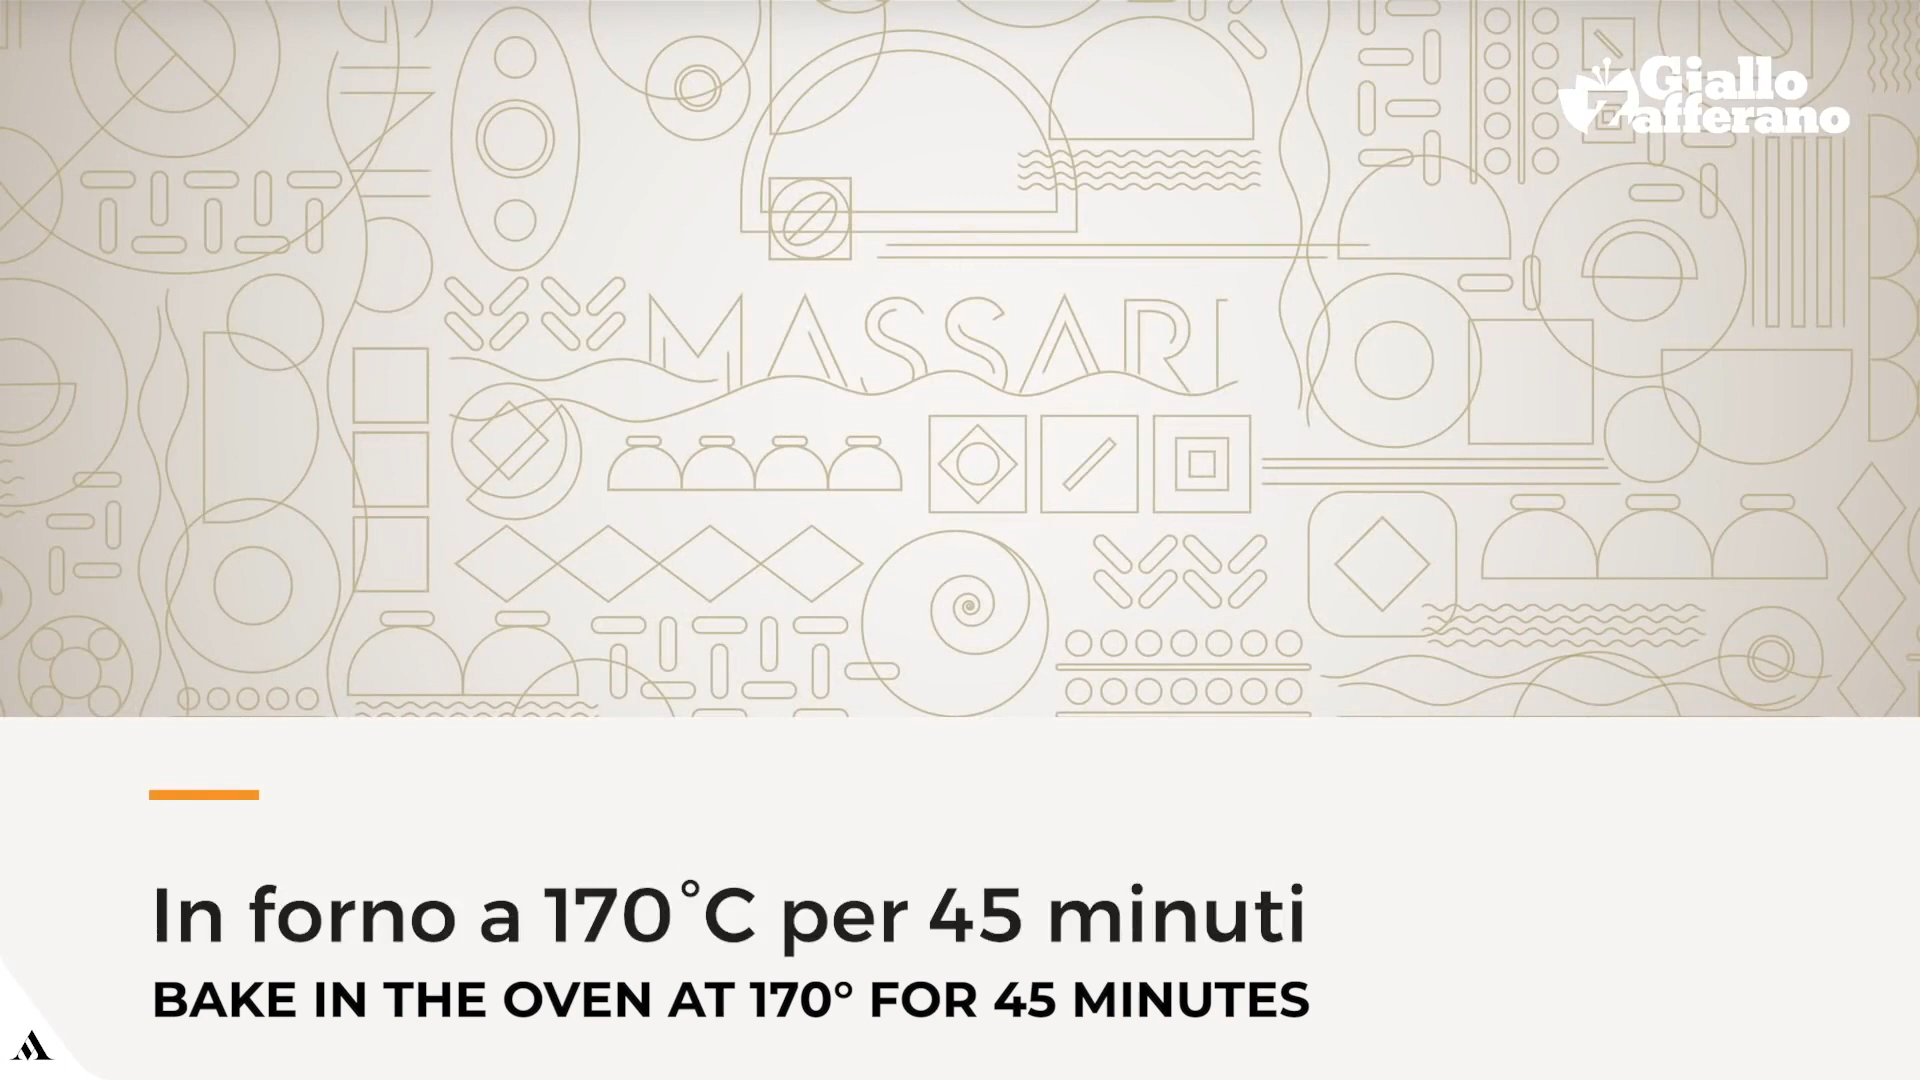 Giallo
Zafferano
MASSARI
In forno a 170°C per 45 minuti
BAKE IN THE OVEN AT 170° FOR 45 MINUTES